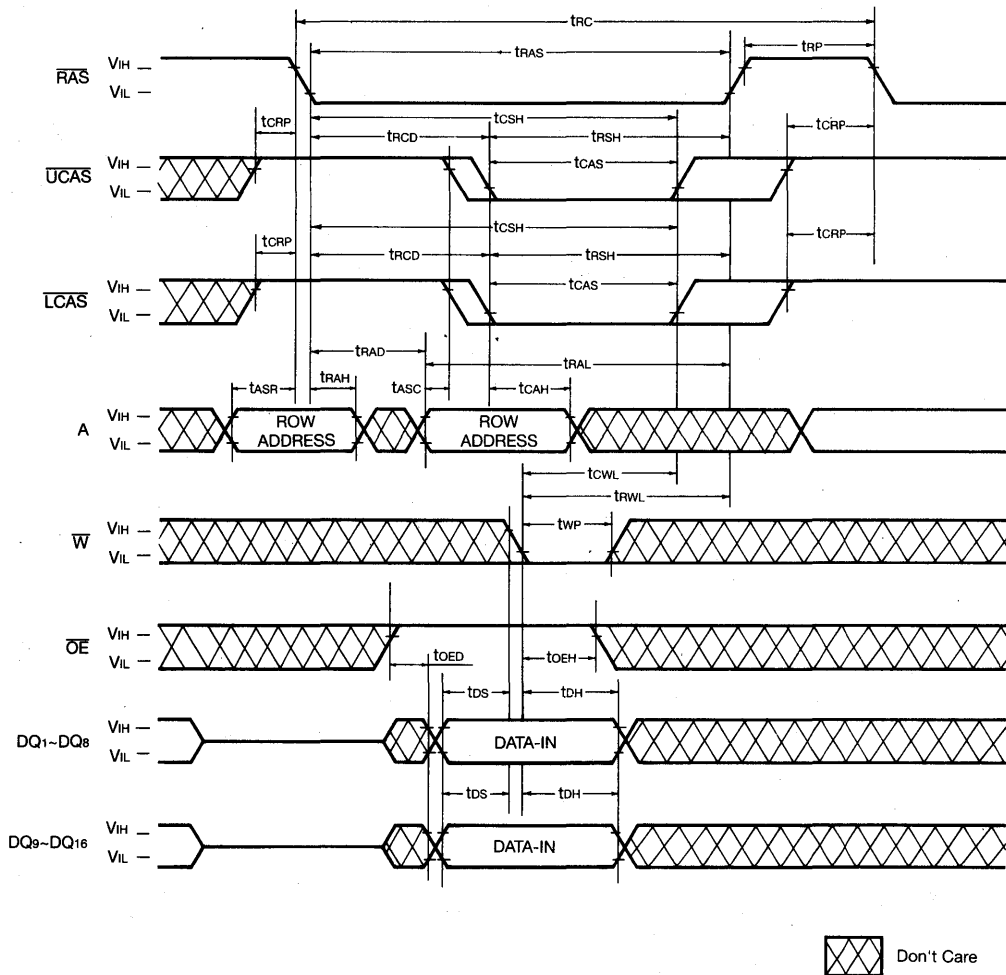 tRC
tRAS
tRP
RAS
VIH
VIL
tCSH
tCRP
tRCD
tRSH
tCRP
tCAS
UCAS
VIH
VIL
tCSH
tCRP
tRCD
tRSH
tCRP
tCAS
LCAS
VIH
VIL
tRAD
tRAL
tASR
tRAH
tASC
tCAH
A
VIH
VIL
ROW
ADDRESS
ROW
ADDRESS
tCWL
tRWL
tWP
W
VIH
VIL
OE
VIH
VIL
tOED
tOEH
tDS
tDH
DQ1~DQ8
VIH
VIL
DATA-IN
tDS
tDH
DQ9~DQ16
VIH
VIL
DATA-IN
Don't Care